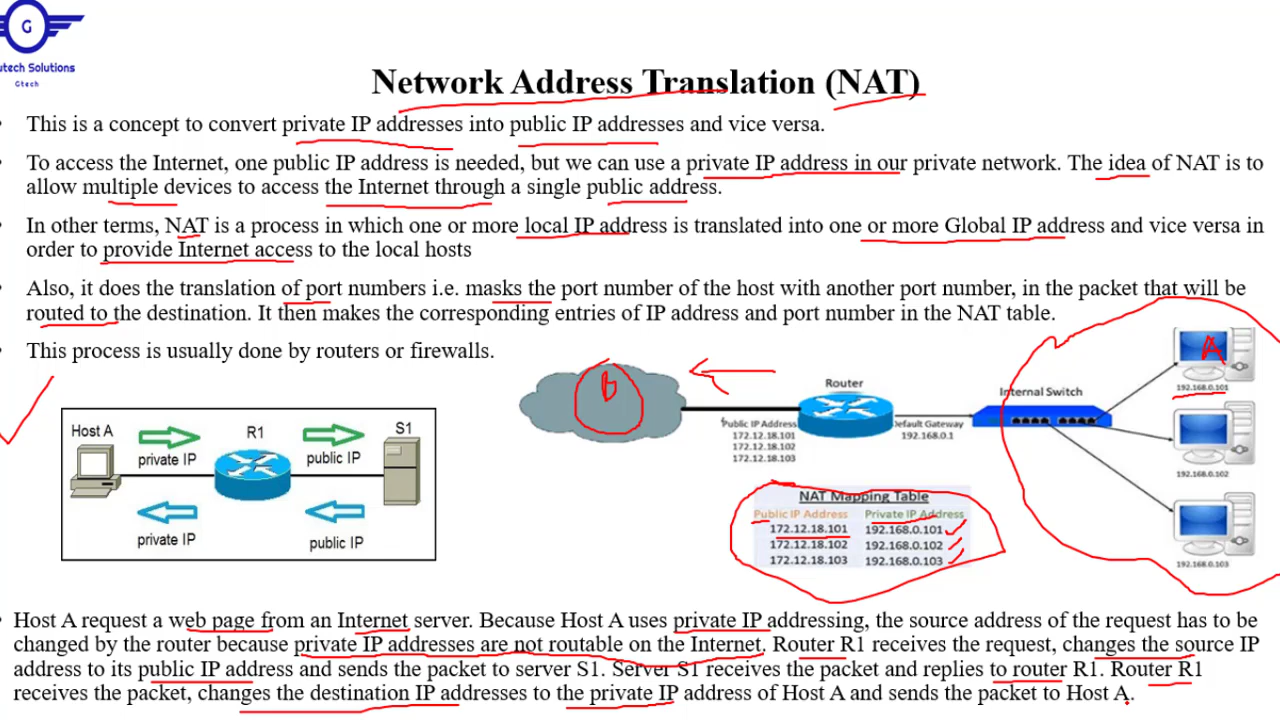 G
utech Solutions
Gtech
Network Address Translation (NAT)
This is a concept to convert private IP addresses into public IP addresses and vice versa.
To access the Internet, one public IP address is needed, but we can use a private IP address in our private network. The idea of NAT is to
allow multiple devices to access the Internet through a single public address.
In other terms, NAT is a process in which one or more local IP address is translated into one or more Global IP address and vice versa in
order to provide Internet access to the local hosts
Also, it does the translation of port numbers i.e. masks the port number of the host with another port number, in the packet that will be
routed to the destination. It then makes the corresponding entries of IP address and port number in the NAT table.
This process is usually done by routers or firewalls.
Host A
private IP
R1
public IP
S1
private IP
public IP
B
Router
Public IP Address
172.12.18.101
172.12.18.102
172.12.18.103
Default Gateway
192.168.0.1
Internal Switch
A
192.168.0.101
192.168.0.102
192.168.0.103
NAT Mapping Table
Public IP Address Private IP Address
172.12.18.101 192.168.0.101
172.12.18.102 192.168.0.102
172.12.18.103 192.168.0.103
Host A request a web page from an Internet server. Because Host A uses private IP addressing, the source address of the request has to be
changed by the router because private IP addresses are not routable on the Internet. Router R1 receives the request, changes the source IP
address to its public IP address and sends the packet to server S1. Server S1 receives the packet and replies to router R1. Router R1
receives the packet, changes the destination IP addresses to the private IP address of Host A and sends the packet to Host A.